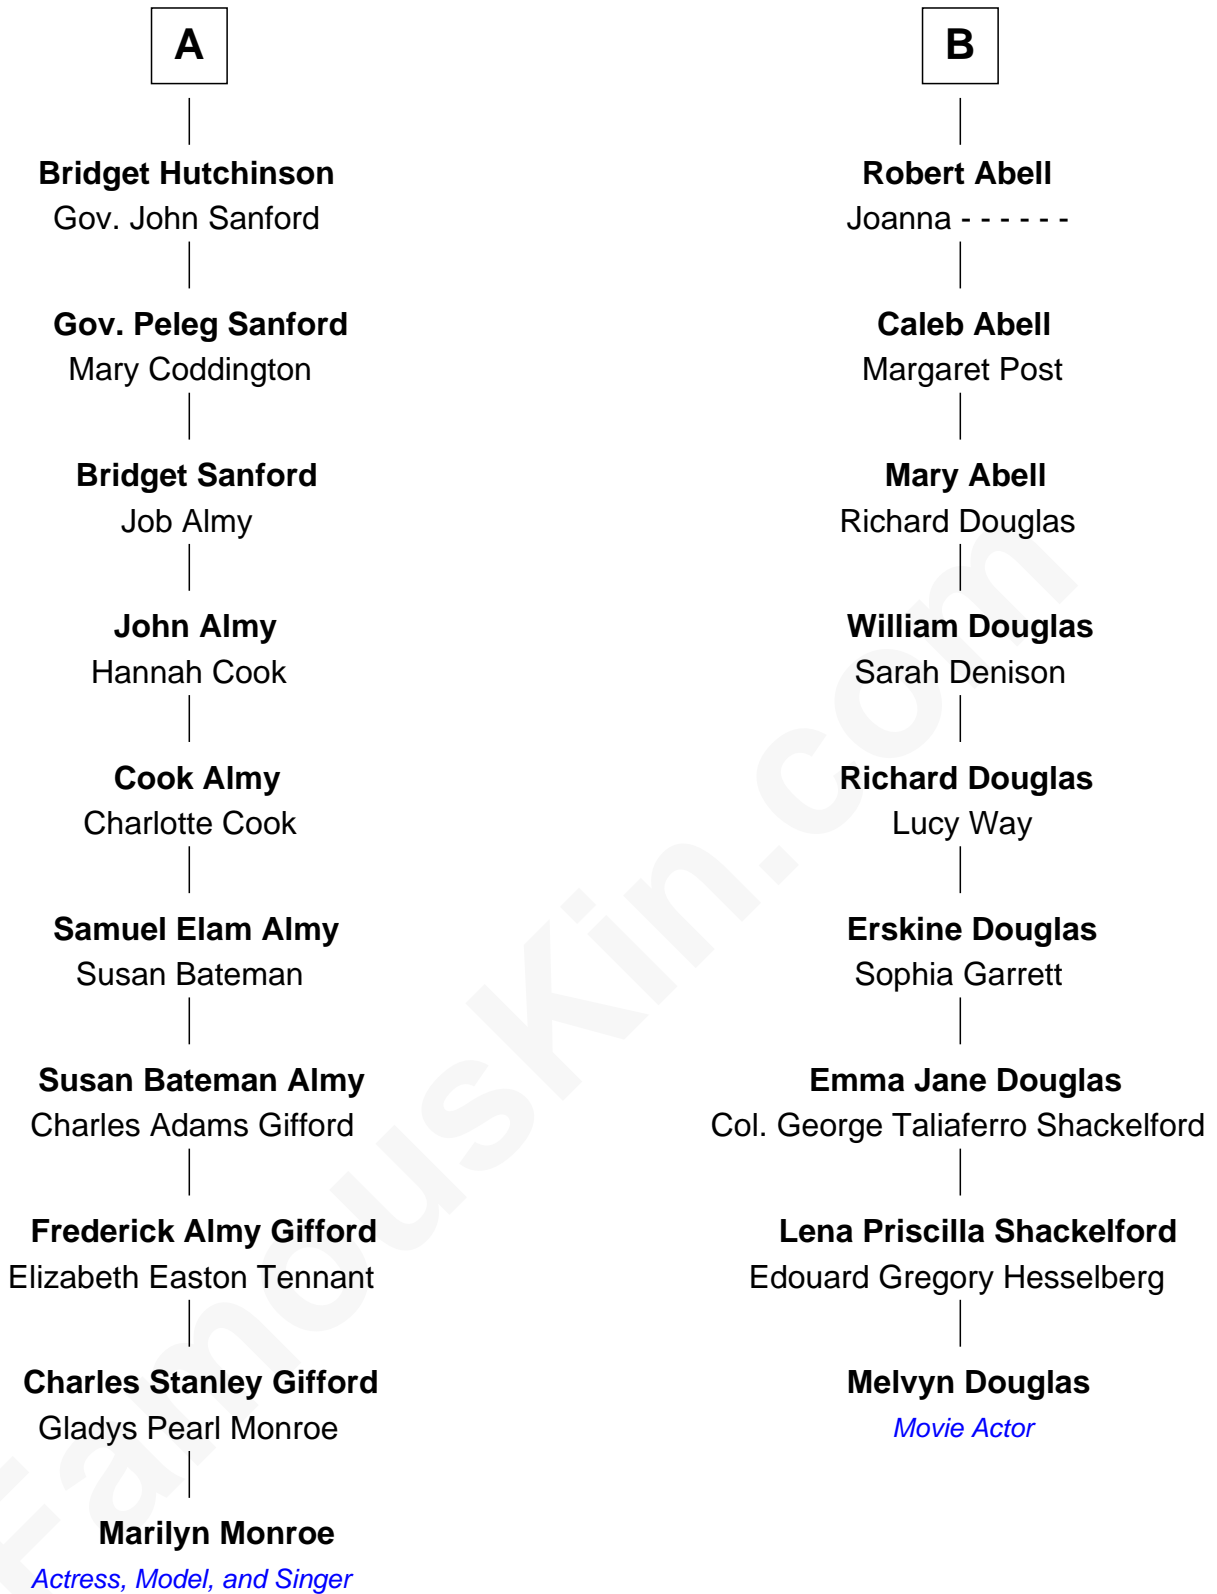 A
Bridget Hutchinson
Gov. John Sanford
Gov. Peleg Sanford
Mary Coddington
Bridget Sanford
Job Almy
John Almy
Hannah Cook
Cook Almy
Charlotte Cook
Samuel Elam Almy
Susan Bateman
Susan Bateman Almy
Charles Adams Gifford
Frederick Almy Gifford
Elizabeth Easton Tennant
Charles Stanley Gifford
Gladys Pearl Monroe
Marilyn Monroe
Actress, Model, and Singer
B
Robert Abell
Joanna - - - - - -
Caleb Abell
Margaret Post
Mary Abell
Richard Douglas
William Douglas
Sarah Denison
Richard Douglas
Lucy Way
Erskine Douglas
Sophia Garrett
Emma Jane Douglas
Col. George Taliaferro Shackelford
Lena Priscilla Shackelford
Edouard Gregory Hesselberg
Melvyn Douglas
Movie Actor
FamousKin.com